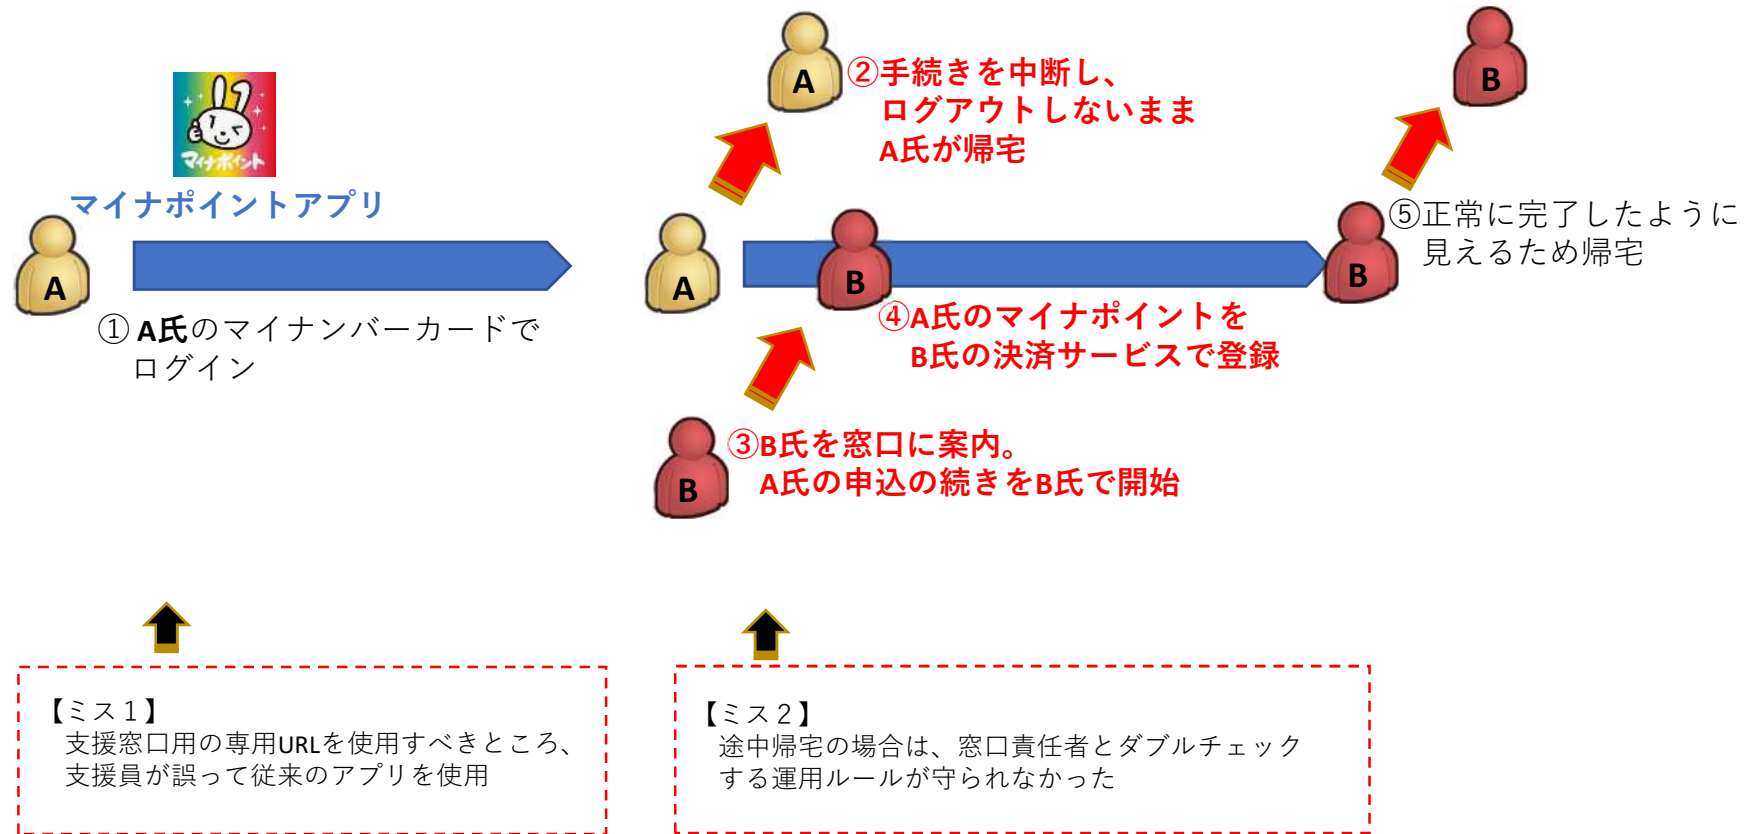 マイナポイント
マイナポイントアプリ
A
① A氏のマイナンバーカードで
ログイン
A
②手続きを中断し、
ログアウトしないまま
A氏が帰宅
A
B
③B氏を窓口に案内。
A氏の申込の続きをB氏で開始
B
④A氏のマイナポイントを
B氏の決済サービスで登録
B
B
⑤正常に完了したように
見えるため帰宅
【ミス１】
支援窓口用の専用URLを使用すべきところ、
支援員が誤って従来のアプリを使用
【ミス２】
途中帰宅の場合は、窓口責任者とダブルチェック
する運用ルールが守られなかった